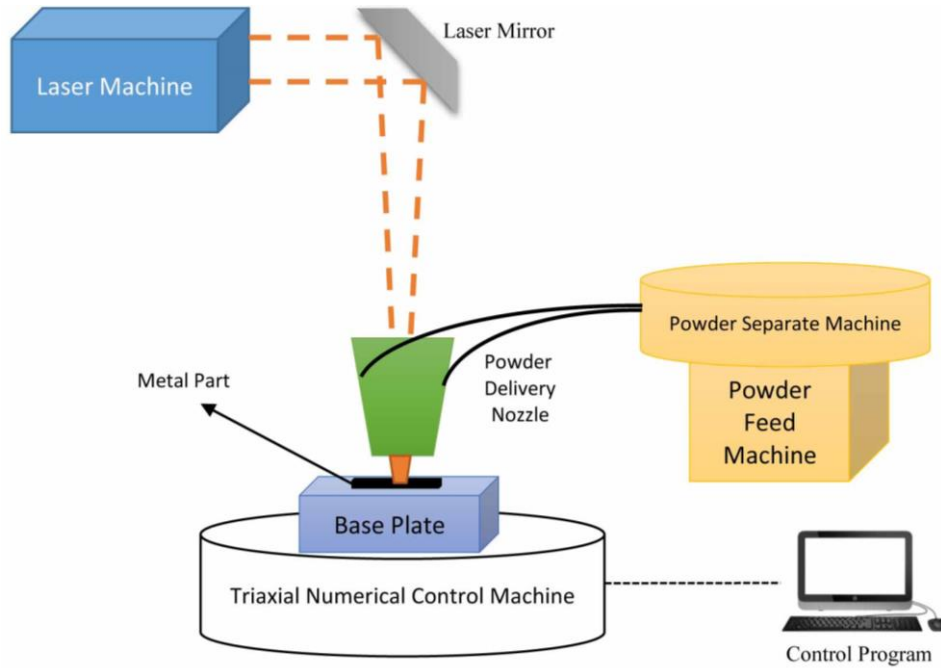 Laser Mirror
Laser Machine
Powder Separate Machine
Powder
Delivery
Nozzle
Metal Part
Powder
Feed
Machine
Base Plate
Triaxial Numerical Control Machine
Control Program